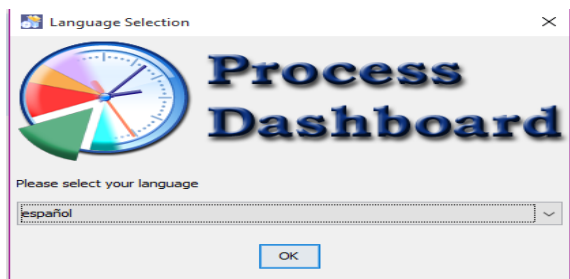 Language Selection
Process
Dashboard
Please select your language
español
OK